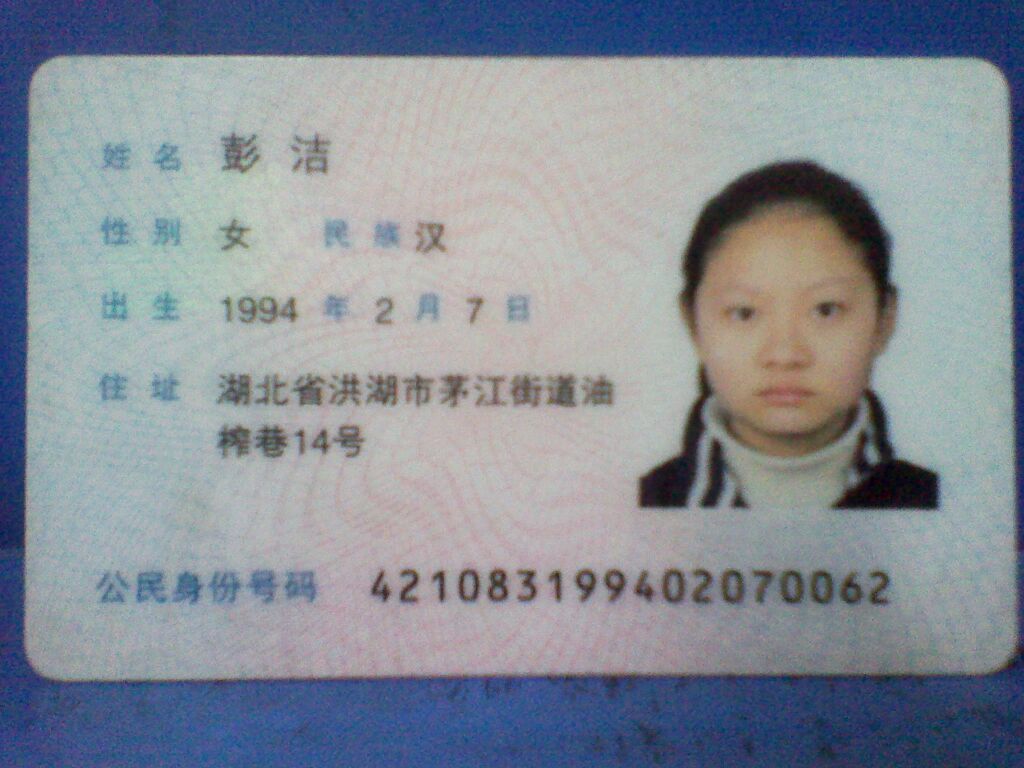 姓名 彭洁
性别 女 民族 汉
出生 1994 年 2 月 7 日
住址 湖北省洪湖市茅江街道油
榨巷14号
公民身份号码 421083199402070062